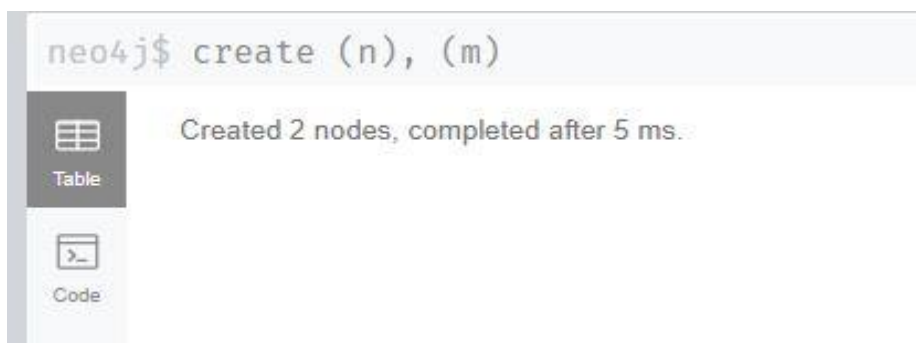 neo4j$ create (n), (m)
Created 2 nodes, completed after 5 ms.
Table
Code